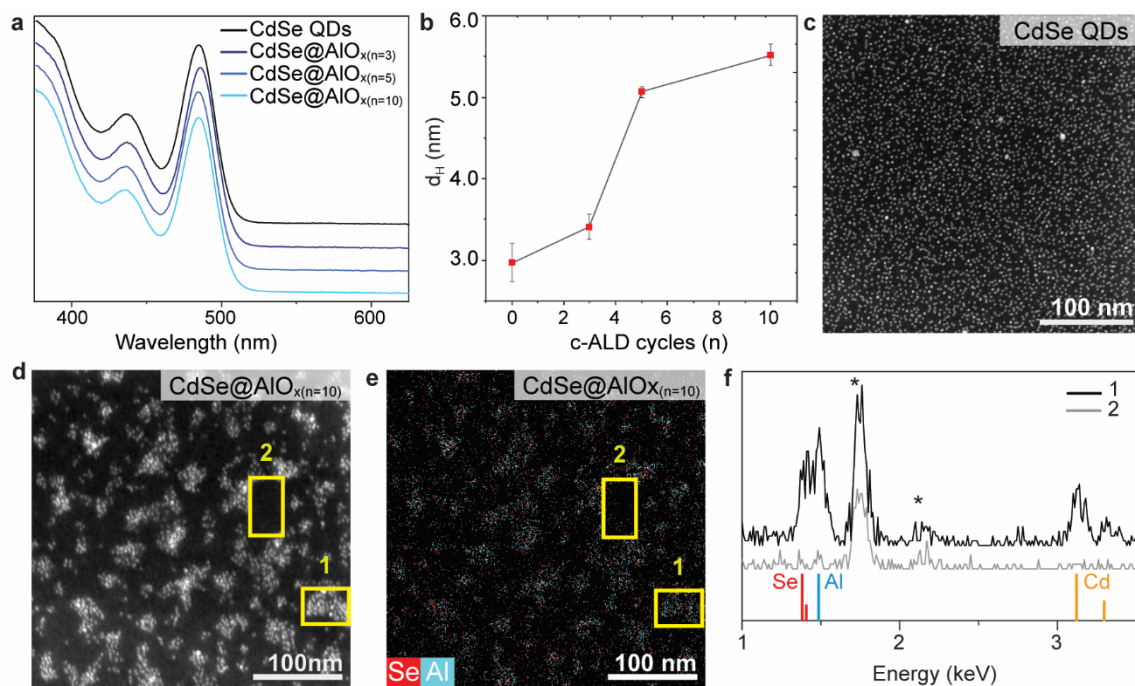 a
CdSe QDs
CdSe@AlOx(n=3)
CdSe@AlOx(n=5)
CdSe@AlOx(n=10)
400 500 600
Wavelength (nm)
b
6.0
5.0
4.0
3.0
dH (nm)
0 2 4 6 8 10
c-ALD cycles (n)
c
CdSe QDs
100 nm
d
CdSe@AlOx(n=10)
2
1
100nm
e
CdSe@AlOx(n=10)
2
1
Se Al
100 nm
f
1
2
*
*
Se
Al
Cd
1 2 3
Energy (keV)